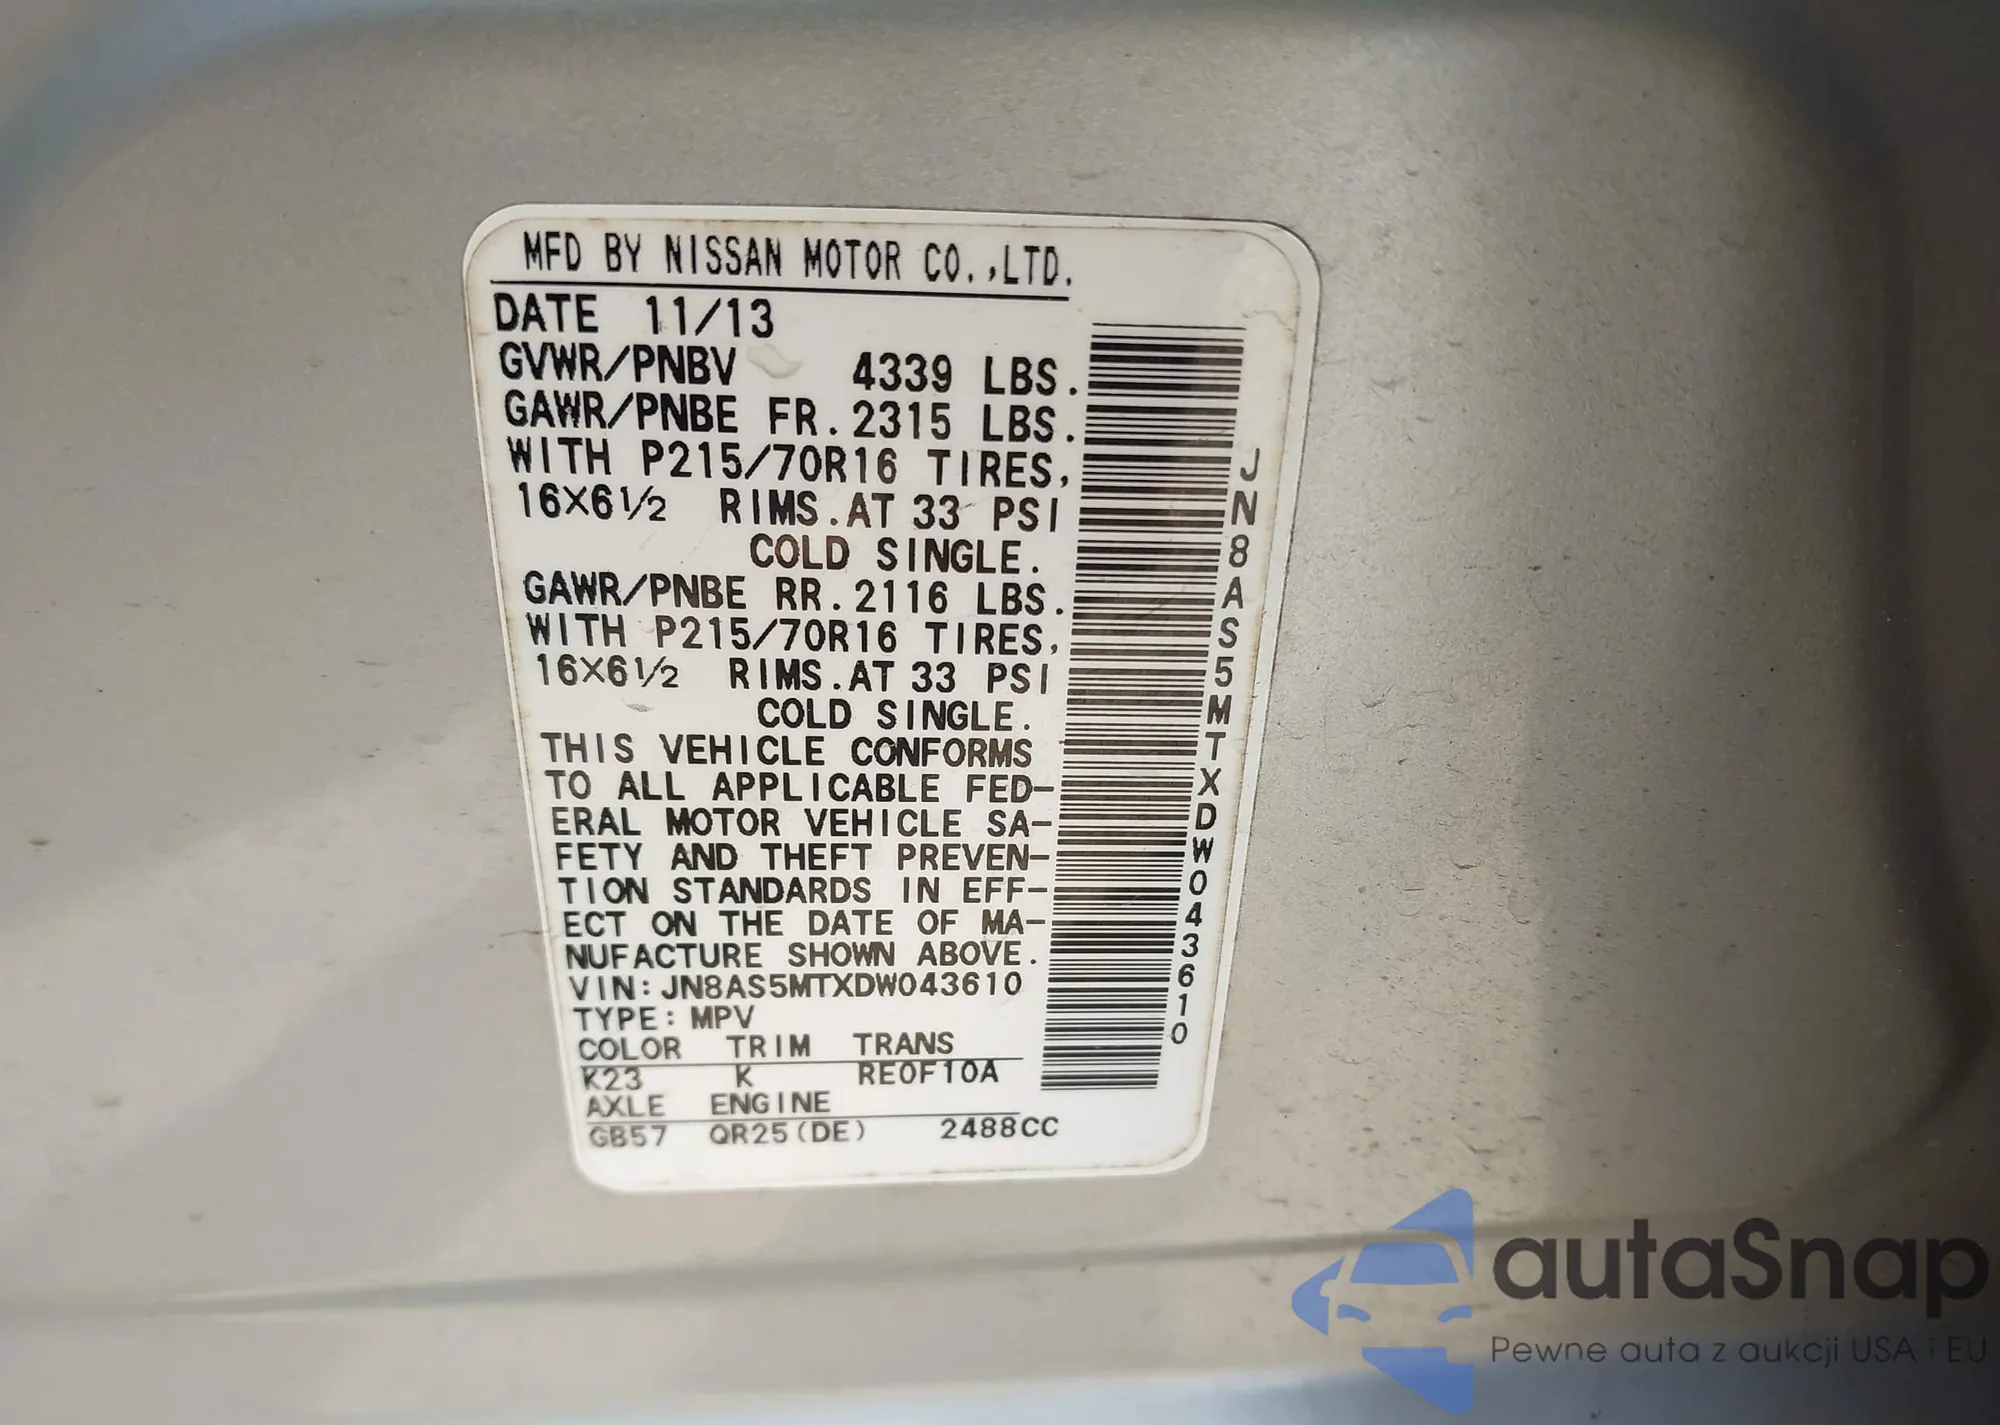 MFD BY NISSAN MOTOR CO.,LTD.
DATE 11/13
GVWR/PNBV 4339 LBS.
GAWR/PNBE FR. 2315 LBS.
WITH P215/70R16 TIRES,
16X6 1/2 RIMS.AT 33 PSI
COLD SINGLE.
GAWR/PNBE RR. 2116 LBS.
WITH P215/70R16 TIRES,
16X6 1/2 RIMS.AT 33 PSI
COLD SINGLE.
THIS VEHICLE CONFORMS
TO ALL APPLICABLE FED-
ERAL MOTOR VEHICLE SA-
FETY AND THEFT PREVEN-
TION STANDARDS IN EFF-
ECT ON THE DATE OF MA-
NUFACTURE SHOWN ABOVE.
VIN: JN8AS5MTXDW043610
TYPE: MPV
COLOR TRIM TRANS
K23 K RE0F10A
AXLE ENGINE
GB57 QR25(DE) 2488CC
JN8AS5MTXDW043610
autaSnap
Pewne auta z aukcji USA i EU